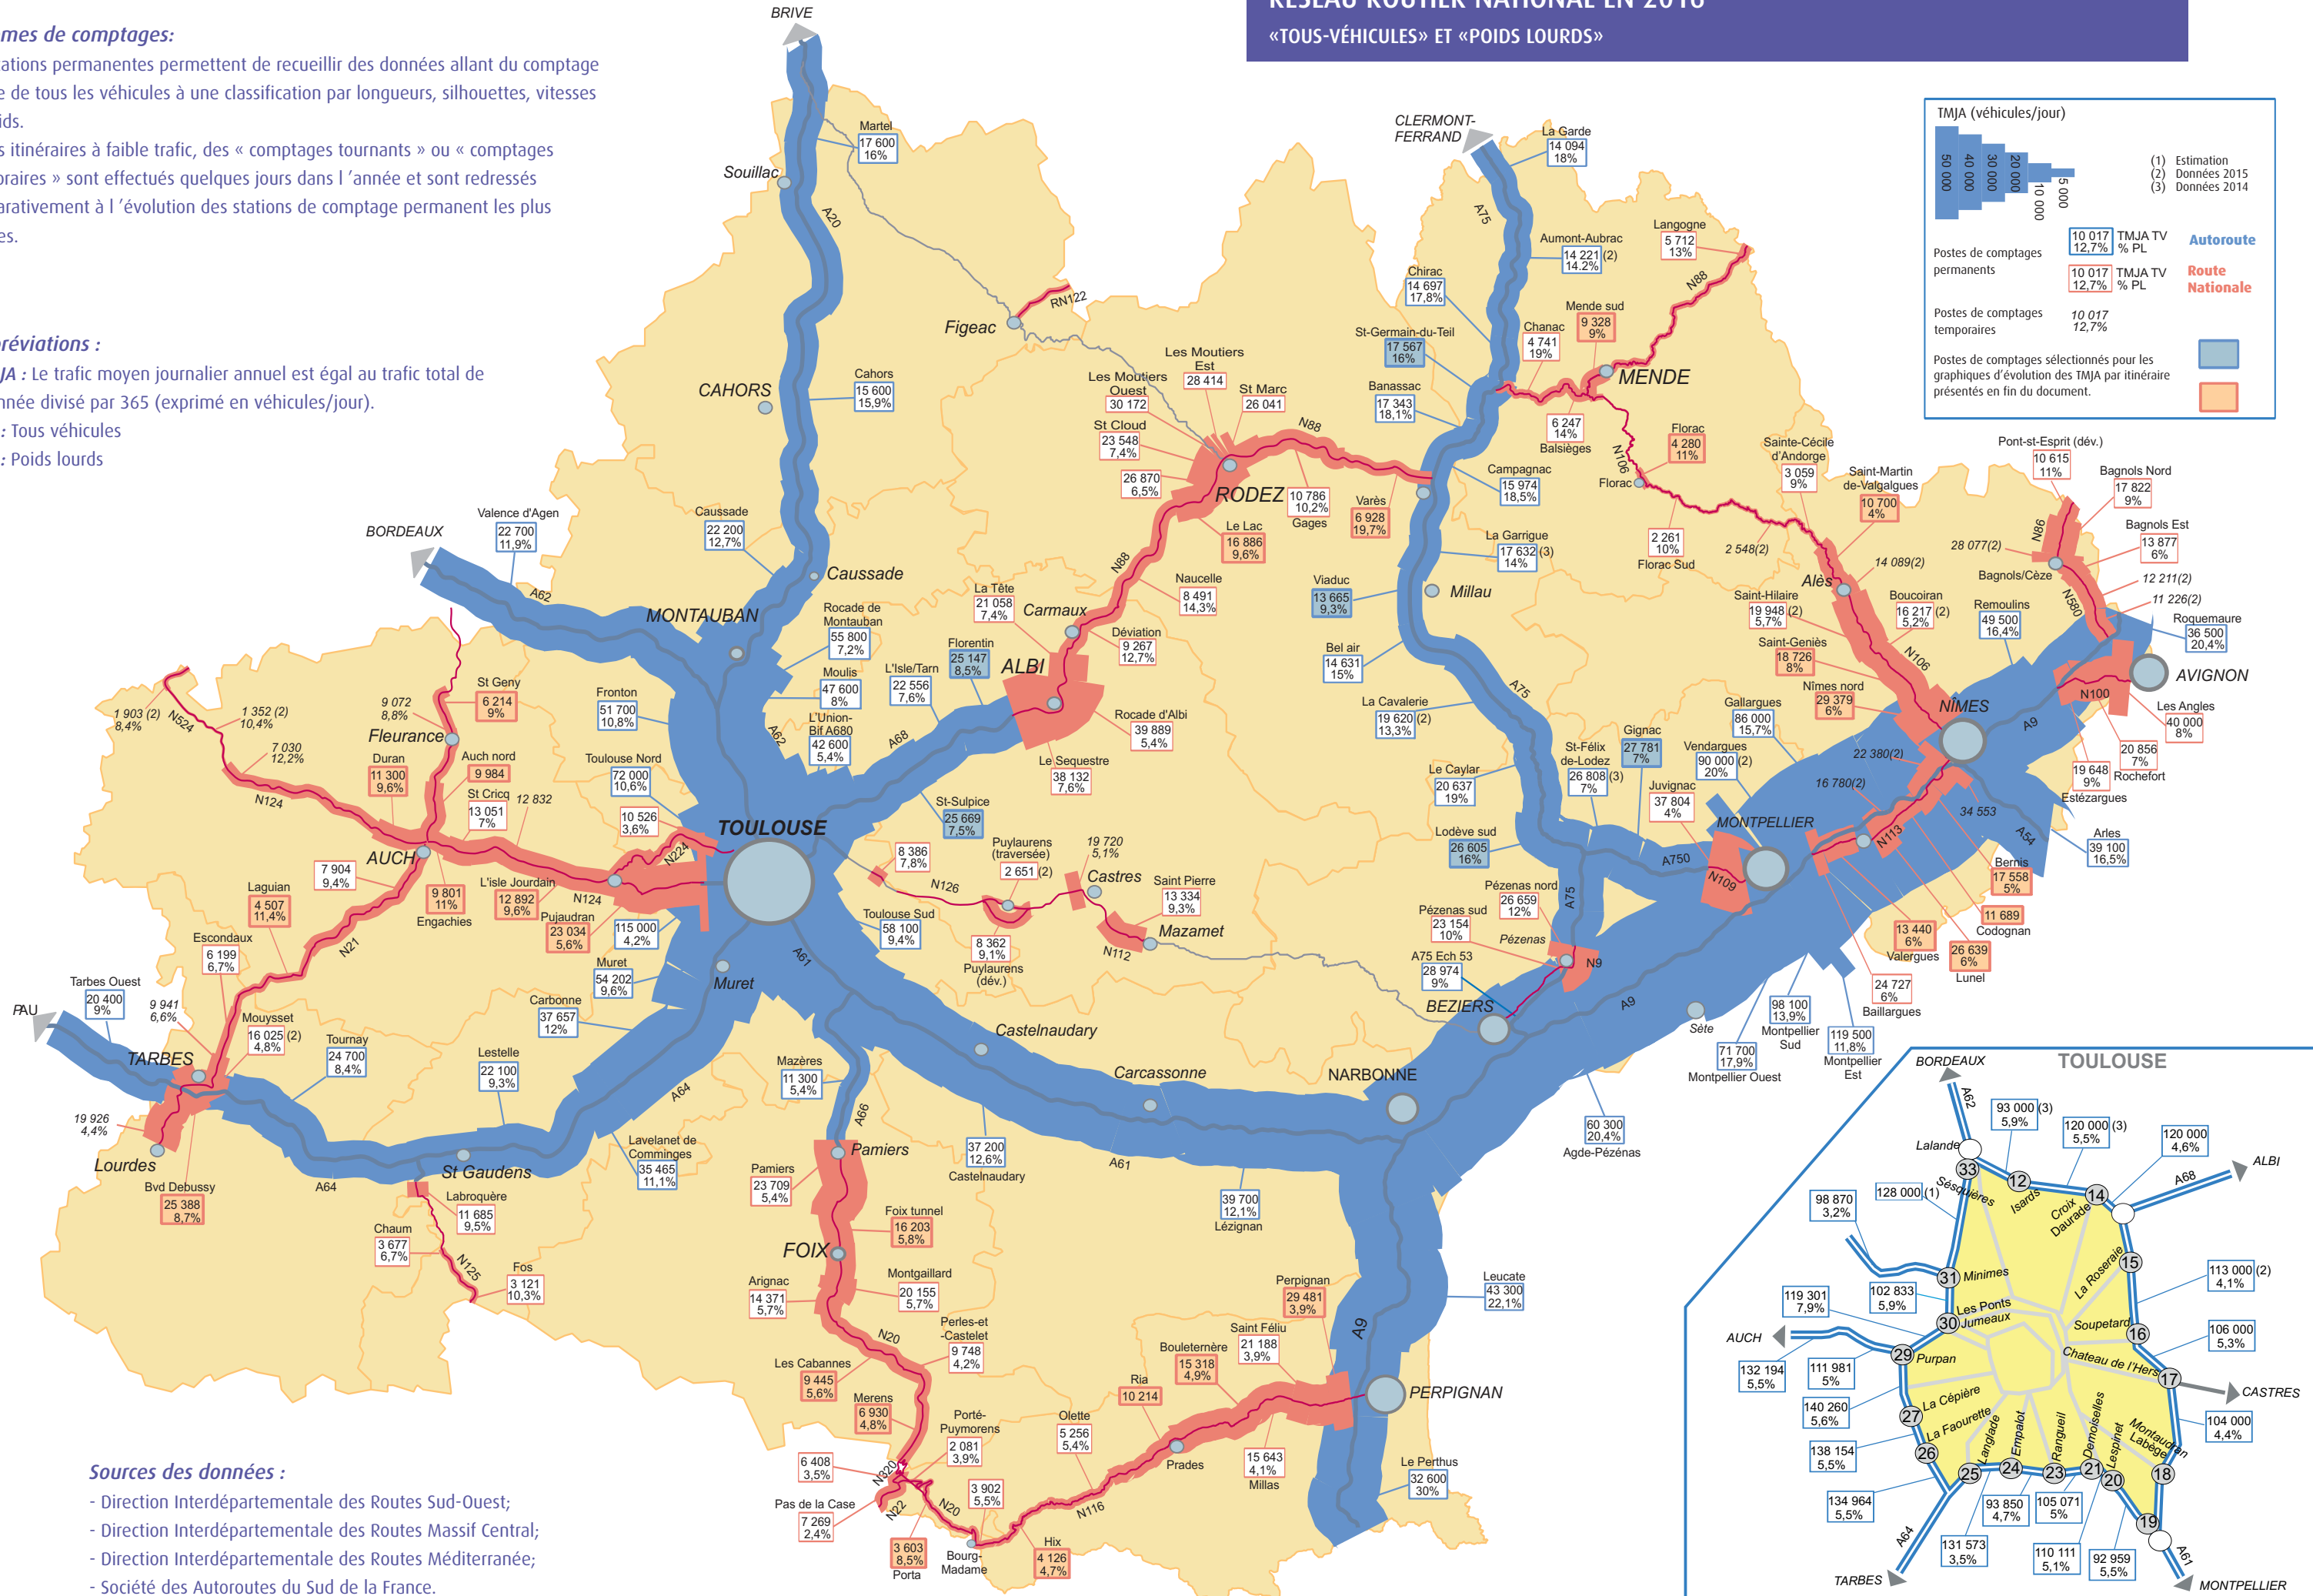 RÉSEAU ROUTIER NATIONAL EN 2016
«TOUS-VÉHICULES» ET «POIDS LOURDS»
mes de comptages:
ations permanentes permettent de recueillir des données allant du comptage
e de tous les véhicules à une classification par longueurs, silhouettes, vitesses
ids.
s itinéraires à faible trafic, des « comptages tournants » ou « comptages
oraires » sont effectués quelques jours dans l 'année et sont redressés
arativement à l 'évolution des stations de comptage permanent les plus
es.
réviations :
JA : Le trafic moyen journalier annuel est égal au trafic total de
nnée divisé par 365 (exprimé en véhicules/jour).
: Tous véhicules
: Poids lourds
TMJA (véhicules/jour)
50 000
40 000
30 000
20 000
10 000
5 000
(1) Estimation
(2) Données 2015
(3) Données 2014
Postes de comptages
permanents
10 017 TMJA TV
12,7% % PL
Autoroute
10 017 TMJA TV
12,7% % PL
Route
Nationale
Postes de comptages
temporaires
10 017
12,7%
Postes de comptages sélectionnés pour les
graphiques d'évolution des TMJA par itinéraire
présentés en fin du document.
BRIVE
Martel
17 600
16%
Souillac
A20
RN122
Figeac
CAHORS
Cahors
15 600
15,9%
Caussade
22 200
12,7%
Caussade
BORDEAUX
Valence d'Agen
22 700
11,9%
A62
MONTAUBAN
Rocade de
Montauban
55 800
7,2%
Moulis
47 600
8%
Fronton
51 700
10,8%
A62
L'Union-
Bif A680
42 600
5,4%
Toulouse Nord
72 000
10,6%
10 526
3,6%
N224
TOULOUSE
L'Isle/Tarn
22 556
7,6%
Florentin
25 147
8,5%
A68
St-Sulpice
25 669
7,5%
ALBI
La Tête
21 058
7,4%
Carmaux
Déviation
9 267
12,7%
Rocade d'Albi
39 889
5,4%
Le Sequestre
38 132
7,6%
Naucelle
8 491
14,3%
N88
Le Lac
16 886
9,6%
RODEZ
26 870
6,5%
St Cloud
23 548
7,4%
Les Moutiers
Ouest
30 172
Les Moutiers
Est
28 414
St Marc
26 041
N88
10 786
10,2%
Gages
Varès
6 928
19,7%
CLERMONT-
FERRAND
La Garde
14 094
18%
A75
Aumont-Aubrac
14 221 (2)
14.2%
Chirac
14 697
17,8%
St-Germain-du-Teil
17 567
16%
Banassac
17 343
18,1%
Chanac
4 741
19%
Mende sud
9 328
9%
MENDE
Langogne
5 712
13%
N88
6 247
14%
Balsièges
N106
Florac
4 280
11%
Florac
2 261
10%
Florac Sud
2 548(2)
Campagnac
15 974
18,5%
La Garrigue
17 632 (3)
14%
Millau
Viaduc
13 665
9,3%
Bel air
14 631
15%
A75
La Cavalerie
19 620 (2)
13,3%
Le Caylar
20 637
19%
Lodève sud
26 605
16%
St-Félix
de-Lodez
26 808 (3)
7%
Gignac
27 781
7%
A750
Juvignac
37 804
4%
N109
MONTPELLIER
Vendargues
90 000 (2)
20%
Gallargues
86 000
15,7%
Sainte-Cécile
d'Andorge
3 059
9%
Saint-Martin
de-Valgalgues
10 700
4%
Alès
14 089(2)
Saint-Hilaire
19 948 (2)
5,7%
Boucoiran
16 217 (2)
5,2%
Saint-Geniès
18 726
8%
N106
Nîmes nord
29 379
6%
NÎMES
22 380(2)
16 780(2)
34 553
N113
A54
Arles
39 100
16,5%
Bernis
17 558
5%
11 689
Codognan
26 639
6%
Lunel
13 440
6%
Valergues
24 727
6%
Baillargues
Pont-st-Esprit (dév.)
10 615
11%
Bagnols Nord
17 822
9%
Bagnols Est
13 877
6%
N86
28 077(2)
Bagnols/Cèze
12 211(2)
11 226(2)
N580
Remoulins
49 500
16,4%
Roquemaure
36 500
20,4%
AVIGNON
N100
A9
Les Angles
40 000
8%
20 856
7%
Rochefort
19 648
9%
Estézargues
119 500
11,8%
Montpellier
Est
98 100
13,9%
Montpellier
Sud
71 700
17,9%
Montpellier Ouest
Sète
A9
A75
Pézenas nord
26 659
12%
Pézenas sud
23 154
10%
Pézenas
N9
A75 Ech 53
28 974
9%
BEZIERS
60 300
20,4%
Agde-Pézénas
NARBONNE
1 903 (2)
8,4%
N524
1 352 (2)
10,4%
7 030
12,2%
N124
9 072
8,8%
St Geny
6 214
9%
Fleurance
Duran
11 300
9,6%
Auch nord
9 984
St Cricq
13 051
7%
12 832
AUCH
7 904
9,4%
9 801
11%
Engachies
L'isle Jourdain
12 892
9,6%
N124
Pujaudran
23 034
5,6%
115 000
4,2%
Laguian
4 507
11,4%
N21
Escondaux
6 199
6,7%
PAU
Tarbes Ouest
20 400
9%
9 941
6,6%
Mouysset
16 025 (2)
4,8%
TARBES
19 926
4,4%
Lourdes
Bvd Debussy
25 388
8,7%
Tournay
24 700
8,4%
A64
Lestelle
22 100
9,3%
St Gaudens
Labroquère
11 685
9,5%
Chaum
3 677
6,7%
N125
Fos
3 121
10,3%
Lavelanet de
Comminges
35 465
11,1%
A64
Carbonne
37 657
12%
Muret
54 202
9,6%
Muret
A61
Toulouse Sud
58 100
9,4%
8 386
7,8%
N126
Puylaurens
(traversée)
2 651 (2)
8 362
9,1%
Puylaurens
(dév.)
19 720
5,1%
Castres
Saint Pierre
13 334
9,3%
N112
Mazamet
Castelnaudary
Carcassonne
37 200
12,6%
Castelnaudary
A61
39 700
12,1%
Lézignan
Mazères
11 300
5,4%
A66
Pamiers
Pamiers
23 709
5,4%
Foix tunnel
16 203
5,8%
FOIX
Montgaillard
20 155
5,7%
Arignac
14 371
5,7%
N20
Perles-et
-Castelet
9 748
4,2%
Les Cabannes
9 445
5,6%
Merens
6 930
4,8%
6 408
3,5%
N320
Pas de la Case
7 269
2,4%
N22
Porté-
Puymorens
2 081
3,9%
N20
3 603
8,5%
Porta
3 902
5,5%
Bourg-
Madame
Hix
4 126
4,7%
Olette
5 256
5,4%
N116
Ria
10 214
Prades
Bouleternère
15 318
4,9%
Saint Féliu
21 188
3,9%
15 643
4,1%
Millas
Perpignan
29 481
3,9%
A9
PERPIGNAN
Leucate
43 300
22,1%
Le Perthus
32 600
30%
TOULOUSE
BORDEAUX
A62
Lalande
93 000 (3)
5,9%
120 000 (3)
5,5%
120 000
4,6%
ALBI
A68
33
Sésquières
12
Isards
14
Croix
Daurade
128 000 (1)
98 870
3,2%
31
Minimes
102 833
5,9%
119 301
7,9%
30
Les Ponts
Jumeaux
AUCH
132 194
5,5%
111 981
5%
29
Purpan
140 260
5,6%
27
La Cépière
138 154
5,5%
26
La Faourette
134 964
5,5%
A64
TARBES
25
Langlade
131 573
3,5%
24
Empalot
93 850
4,7%
23
Rangueil
105 071
5%
21
Demoiselles
110 111
5,1%
20
Lespinet
92 959
5,5%
19
A61
MONTPELLIER
18
Montaudran
Labège
104 000
4,4%
17
Chateau de l'Hers
CASTRES
106 000
5,3%
16
Soupetard
113 000 (2)
4,1%
15
La Roseraie
Sources des données :
- Direction Interdépartementale des Routes Sud-Ouest;
- Direction Interdépartementale des Routes Massif Central;
- Direction Interdépartementale des Routes Méditerranée;
- Société des Autoroutes du Sud de la France.